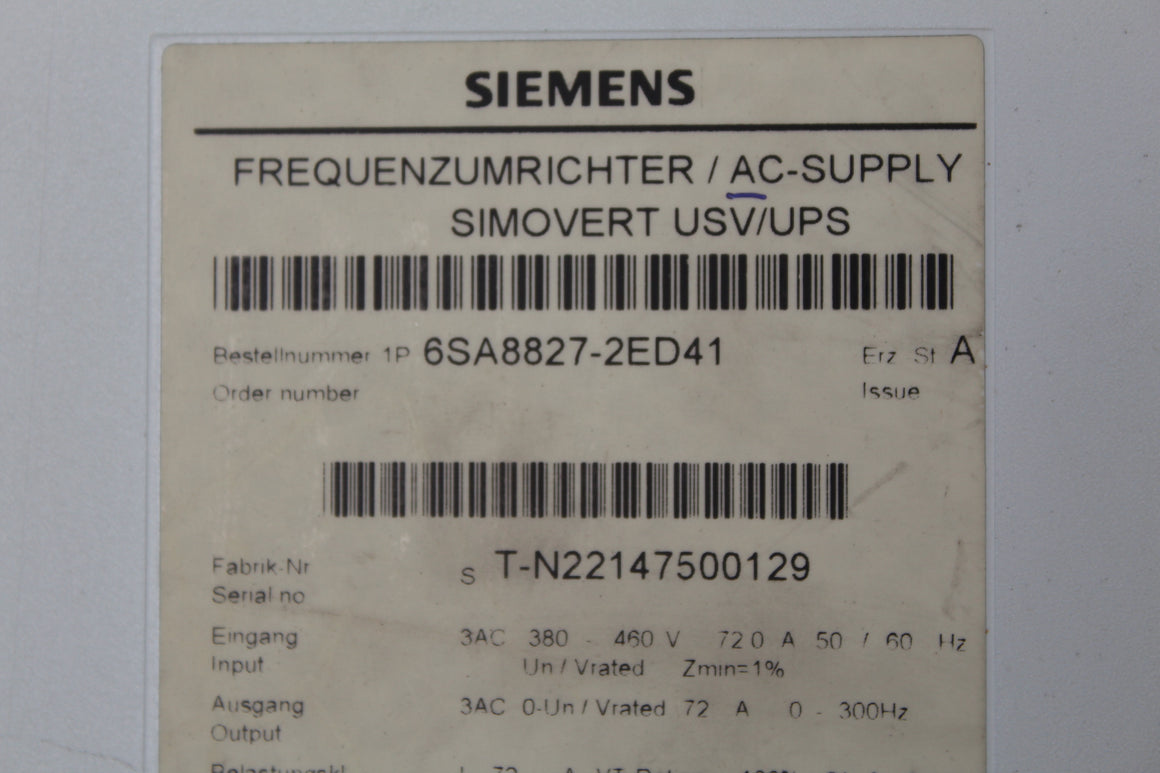 SIEMENS
FREQUENZUMRICHTER / AC-SUPPLY
SIMOVERT USV/UPS
Bestellnummer 1P 6SA8827-2ED41 Erz St A
Order number Issue
Fabrik-Nr S T-N22147500129
Serial no
Eingang 3AC 380 - 460 V 72 0 A 50 / 60 Hz
Input Un / Vrated Zmin=1%
Ausgang 3AC 0-Un / Vrated 72 A 0 - 300Hz
Output